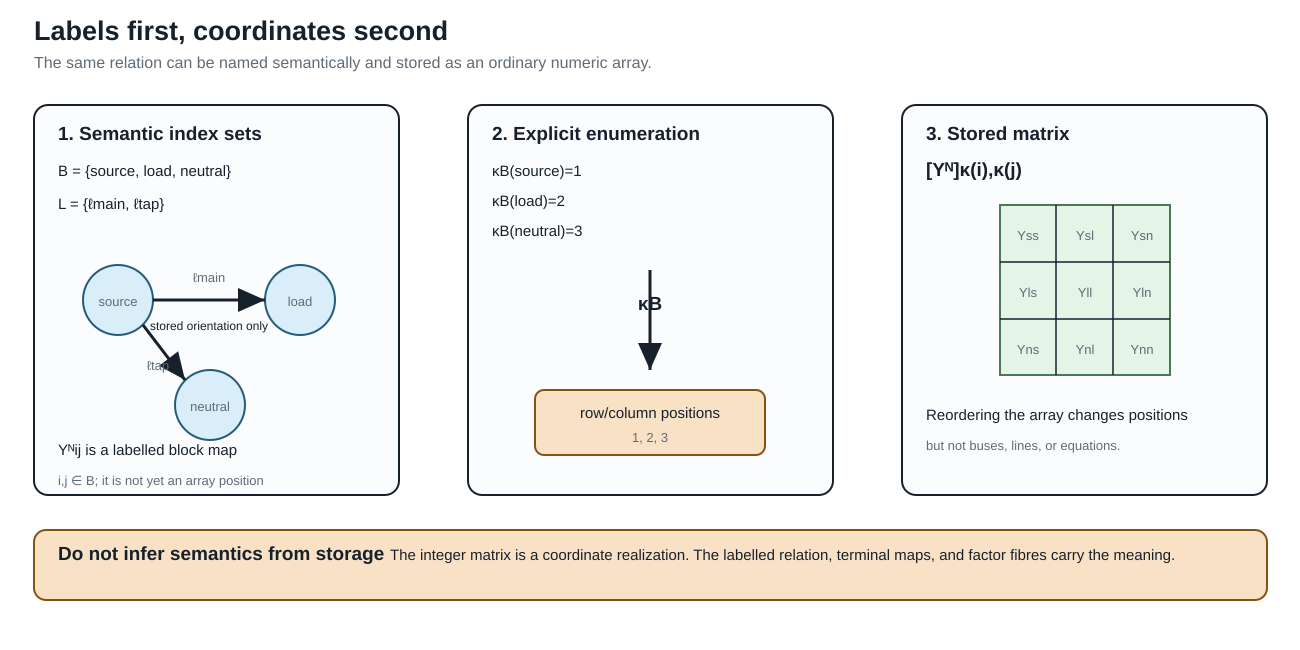 Labels first, coordinates second
The same relation can be named semantically and stored as an ordinary numeric array.
1. Semantic index sets
B = {source, load, neutral}
L = {ℓmain, ℓtap}
ℓmain
source
load
stored orientation only
ℓtap
neutral
Yᴺij is a labelled block map
i,j ∈ B; it is not yet an array position
2. Explicit enumeration
κB(source)=1
κB(load)=2
κB(neutral)=3
κB
row/column positions
1, 2, 3
3. Stored matrix
[Yᴺ]κ(i),κ(j)
Yss Ysl Ysn
Yls Yll Yln
Yns Ynl Ynn
Reordering the array changes positions
but not buses, lines, or equations.
Do not infer semantics from storage The integer matrix is a coordinate realization. The labelled relation, terminal maps, and factor fibres carry the meaning.